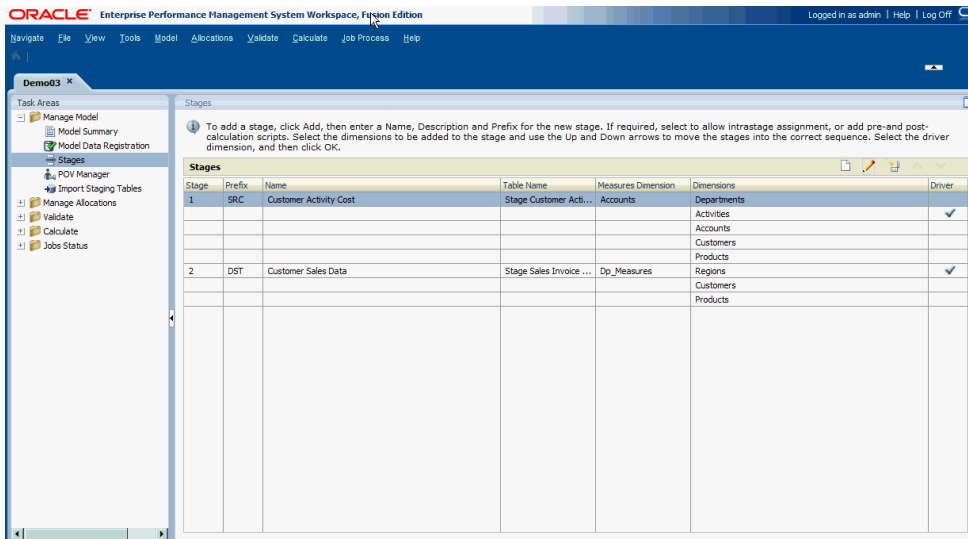 ORACLE Enterprise Performance Management System Workspace, Fusion Edition
Logged in as admin | Help | Log Off
Navigate File View Tools Model Allocations Validate Calculate Job Process Help
Demo03
Task Areas
Manage Model
Model Summary
Model Data Registration
Stages
POV Manager
Import Staging Tables
Manage Allocations
Validate
Calculate
Jobs Status
Stages
To add a stage, click Add, then enter a Name, Description and Prefix for the new stage. If required, select to allow intrastage assignment, or add pre-and post-
calculation scripts. Select the dimensions to be added to the stage and use the Up and Down arrows to move the stages into the correct sequence. Select the driver
dimension, and then click OK.
Stages
Stage Prefix Name Table Name Measures Dimension Dimensions Driver
1 SRC Customer Activity Cost Stage Customer Acti... Accounts Departments
Activities
Accounts
Customers
Products
2 DST Customer Sales Data Stage Sales Invoice ... Dp_Measures Regions
Customers
Products